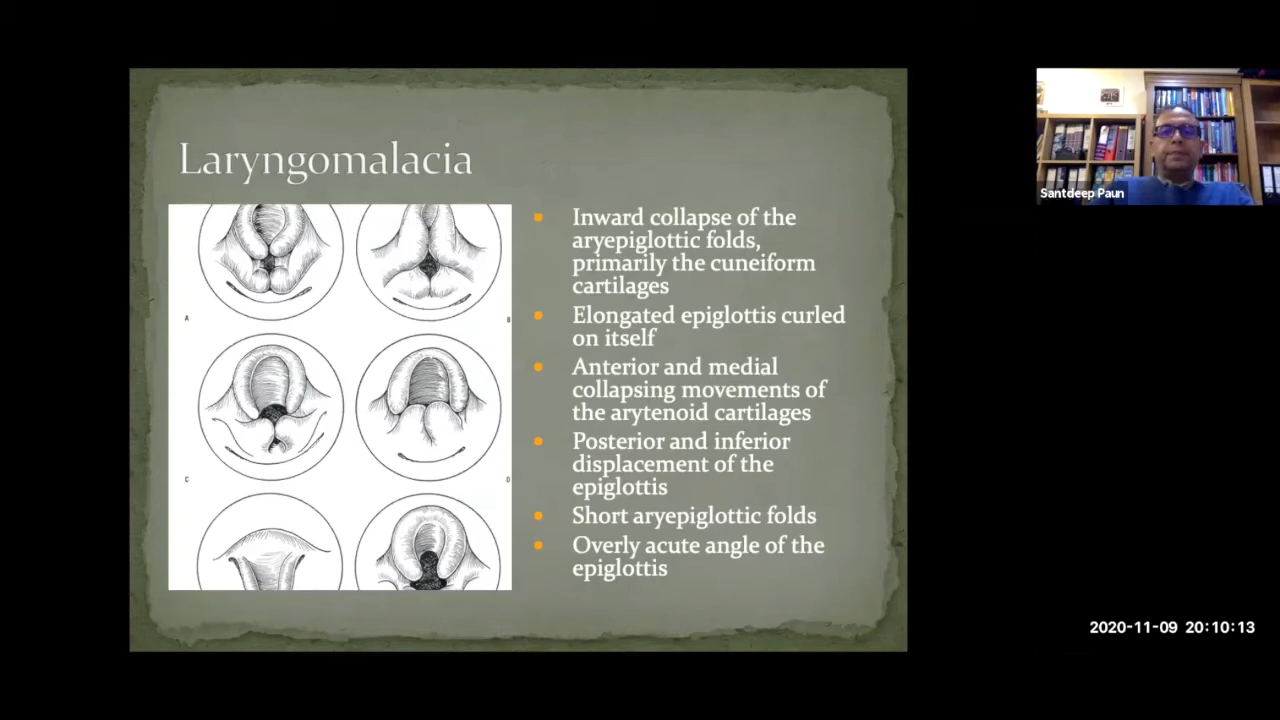 Laryngomalacia
A
B
C
D
Inward collapse of the
aryepiglottic folds,
primarily the cuneiform
cartilages
Elongated epiglottis curled
on itself
Anterior and medial
collapsing movements of
the arytenoid cartilages
Posterior and inferior
displacement of the
epiglottis
Short aryepiglottic folds
Overly acute angle of the
epiglottis
Santdeep Paun
2020-11-09 20:10:13